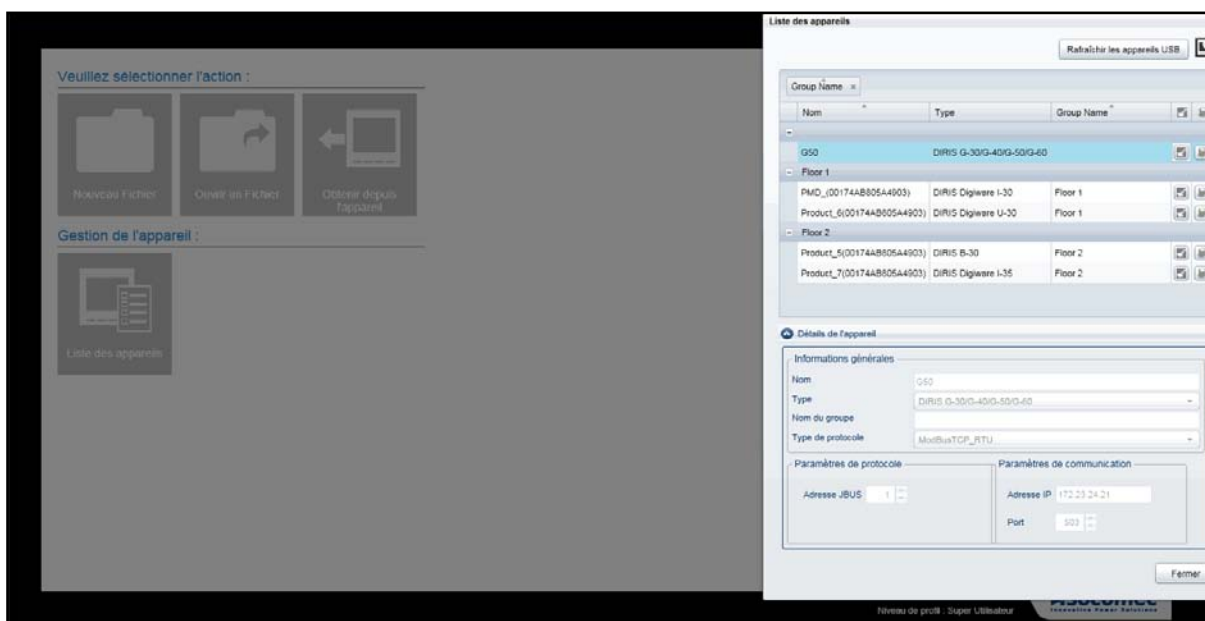 Liste des appareils
Rafraîchir les appareils USB
Veuillez sélectionner l'action :
Nouveau Fichier
Ouvrir un Fichier
Obtenir depuis l'appareil
Gestion de l'appareil :
Liste des appareils
Group Name
Nom Type Group Name
G50 DIRIS G-30/G-40/G-50/G-60
Floor 1
PMD_(00174AB805A4903) DIRIS Digiware I-30 Floor 1
Product_6(00174AB805A4903) DIRIS Digiware U-30 Floor 1
Floor 2
Product_5(00174AB805A4903) DIRIS B-30 Floor 2
Product_7(00174AB805A4903) DIRIS Digiware I-35 Floor 2
Détails de l'appareil
Informations générales
Nom G50
Type DIRIS G-30/G-40/G-50/G-60
Nom du groupe
Type de protocole ModBusTCP_RTU
Paramètres de protocole
Adresse JBUS 1
Paramètres de communication
Adresse IP 172.23.24.21
Port 503
Fermer
Niveau de profil : Super Utilisateur
Innovative Power Solutions